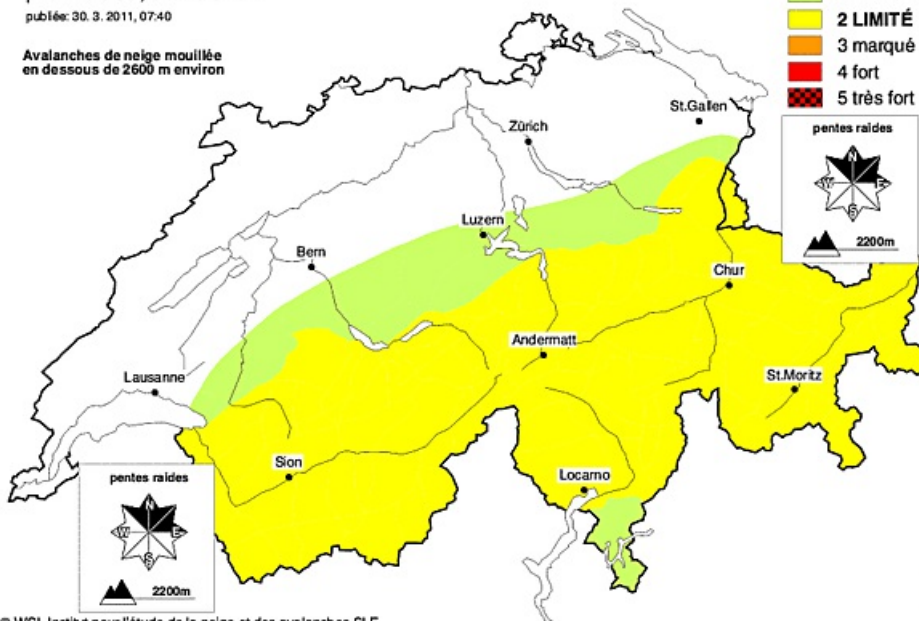 publiée: 30. 3. 2011, 07:40
Avalanches de neige mouillée
en dessous de 2600 m environ
2 LIMITÉ
3 marqué
4 fort
5 très fort
St.Gallen
Zürich
pentes raides
N
W E
S
2200m
Luzern
Bern
Chur
Andermatt
Lausanne
St.Moritz
Sion
Locarno
pentes raides
N
W E
S
2200m